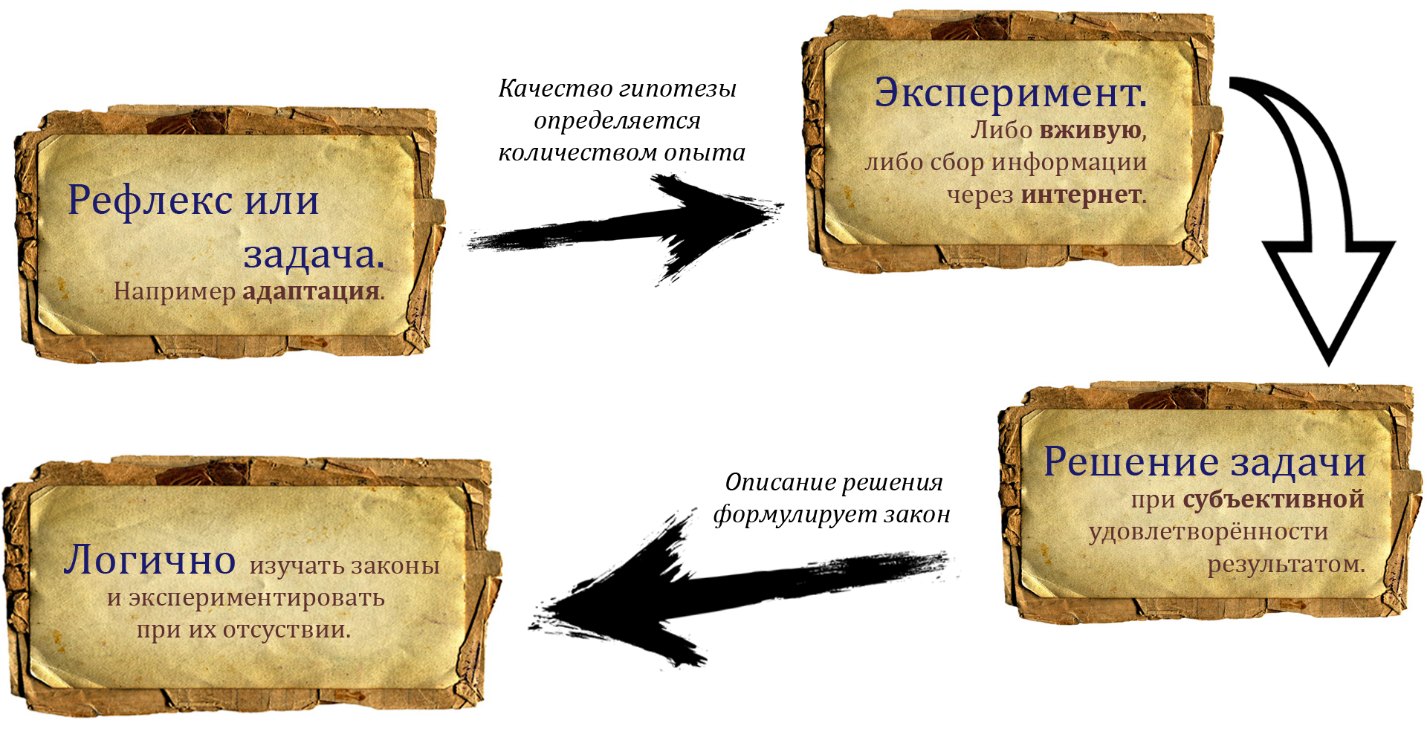 Рефлекс или
задача.
Например адаптация.
Качество гипотезы
определяется
количеством опыта
Эксперимент.
Либо вживую,
либо сбор информации
через интернет.
Решение задачи
при субъективной
удовлетворённости
результатом.
Описание решения
формулирует закон
Логично изучать законы
и экспериментировать
при их отсуствии.